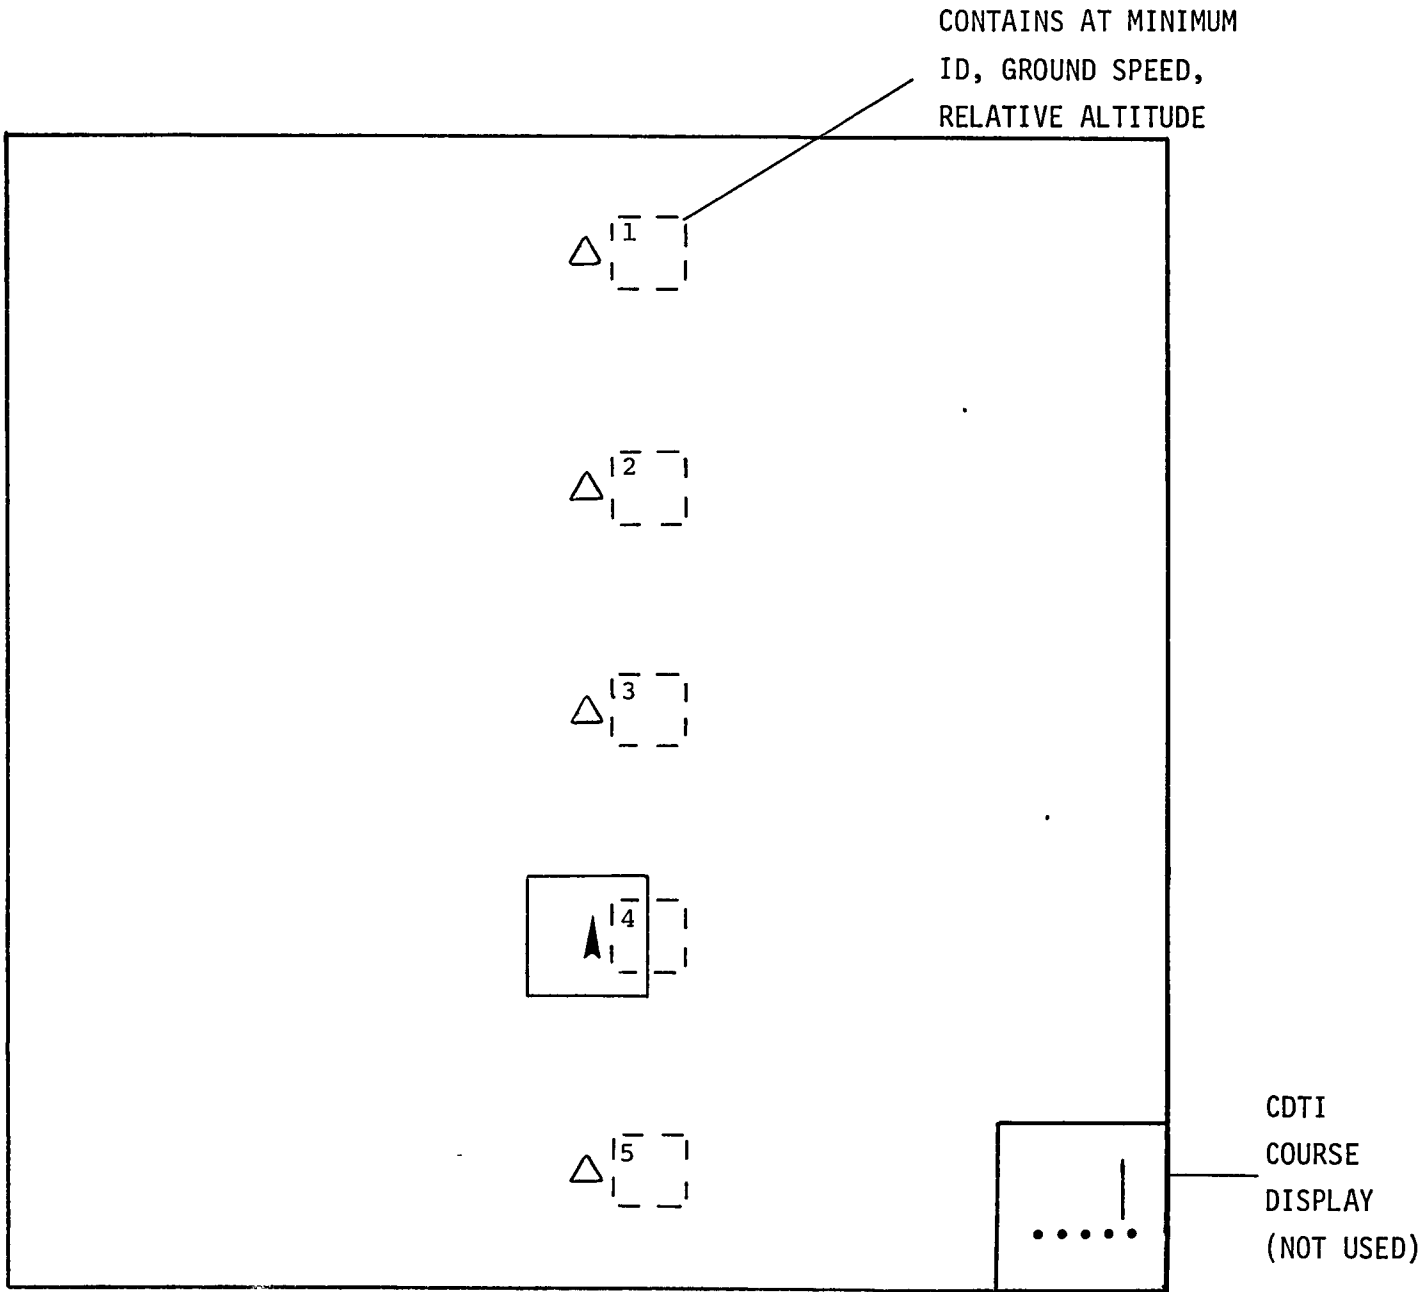 CONTAINS AT MINIMUM
ID, GROUND SPEED,
RELATIVE ALTITUDE
1
2
3
4
5
CDTI
COURSE
DISPLAY
(NOT USED)